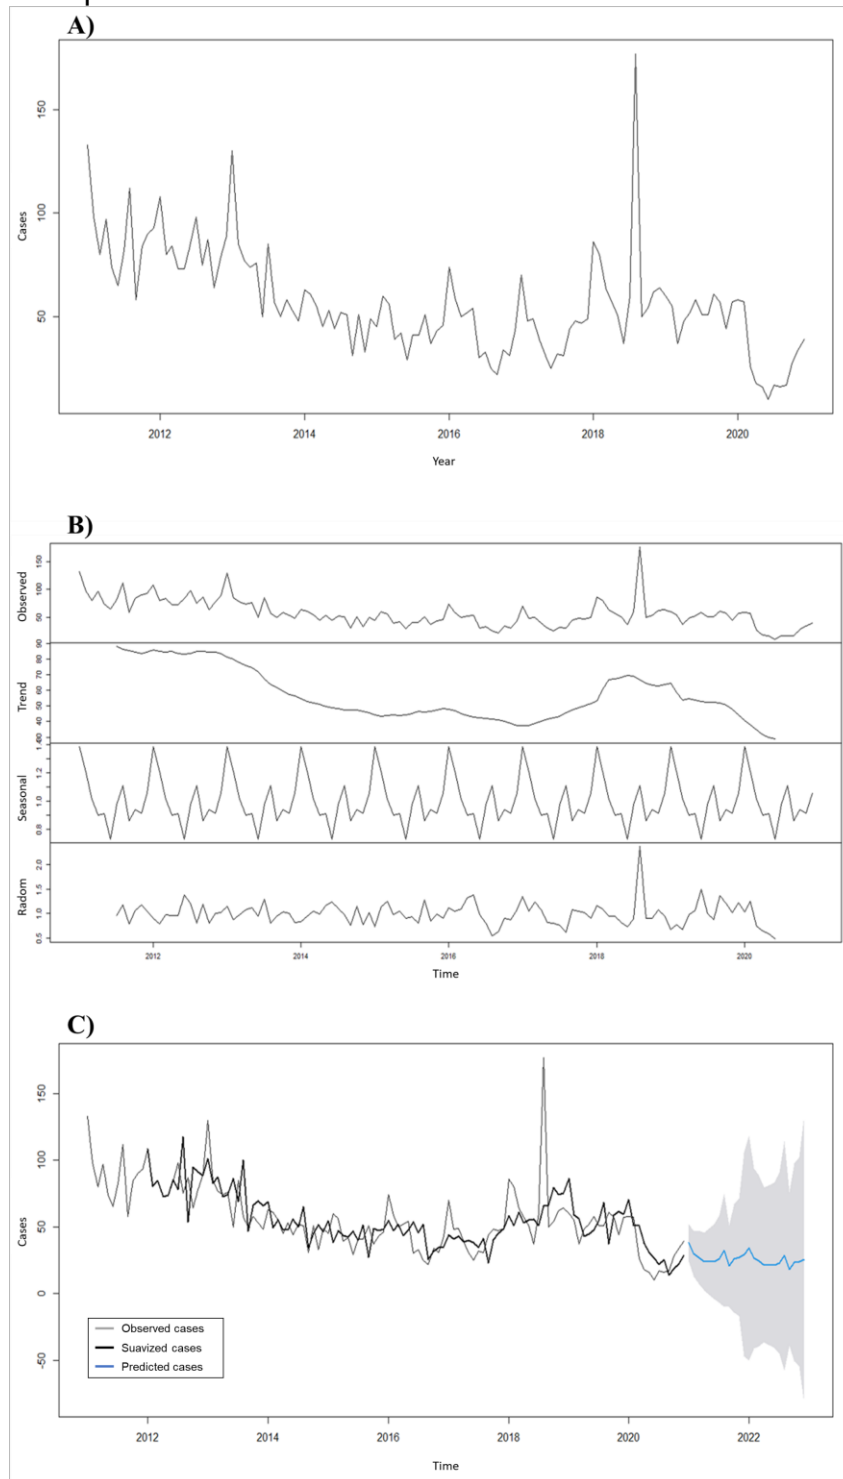 A)
150
100
50
Cases
2012
2014
2016
2018
2020
Year
B)
Observed
150
100
50
Trend
90
80
70
60
50
40
Seasonal
1.2
1.0
0.8
Radom
2.0
1.5
1.0
0.5
2012
2014
2016
2018
2020
Time
C)
150
100
50
0
-50
Cases
Observed cases
Suavized cases
Predicted cases
2012
2014
2016
2018
2020
2022
Time